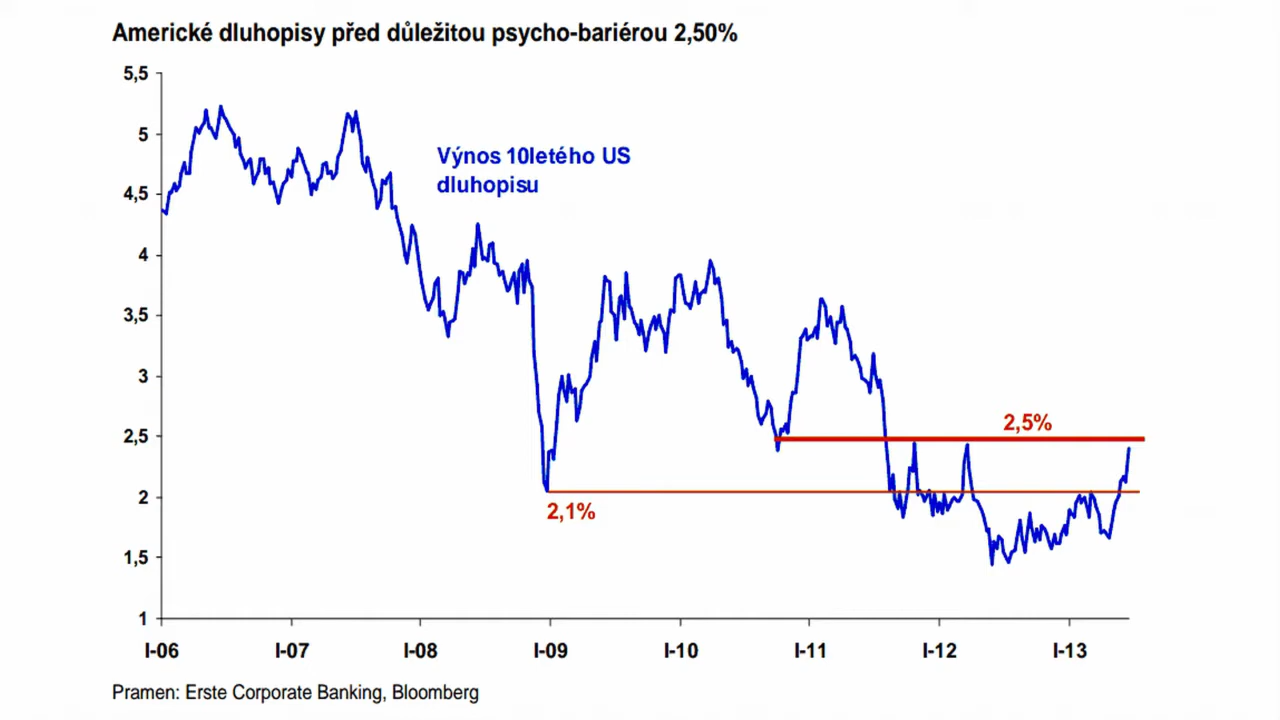 Americké dluhopisy před důležitou psycho-bariérou 2,50%
5,5
5
4,5
4
3,5
3
2,5
2
1,5
1
Výnos 10letého US
dluhopisu
2,5%
2,1%
I-06
I-07
I-08
I-09
I-10
I-11
I-12
I-13
Pramen: Erste Corporate Banking, Bloomberg